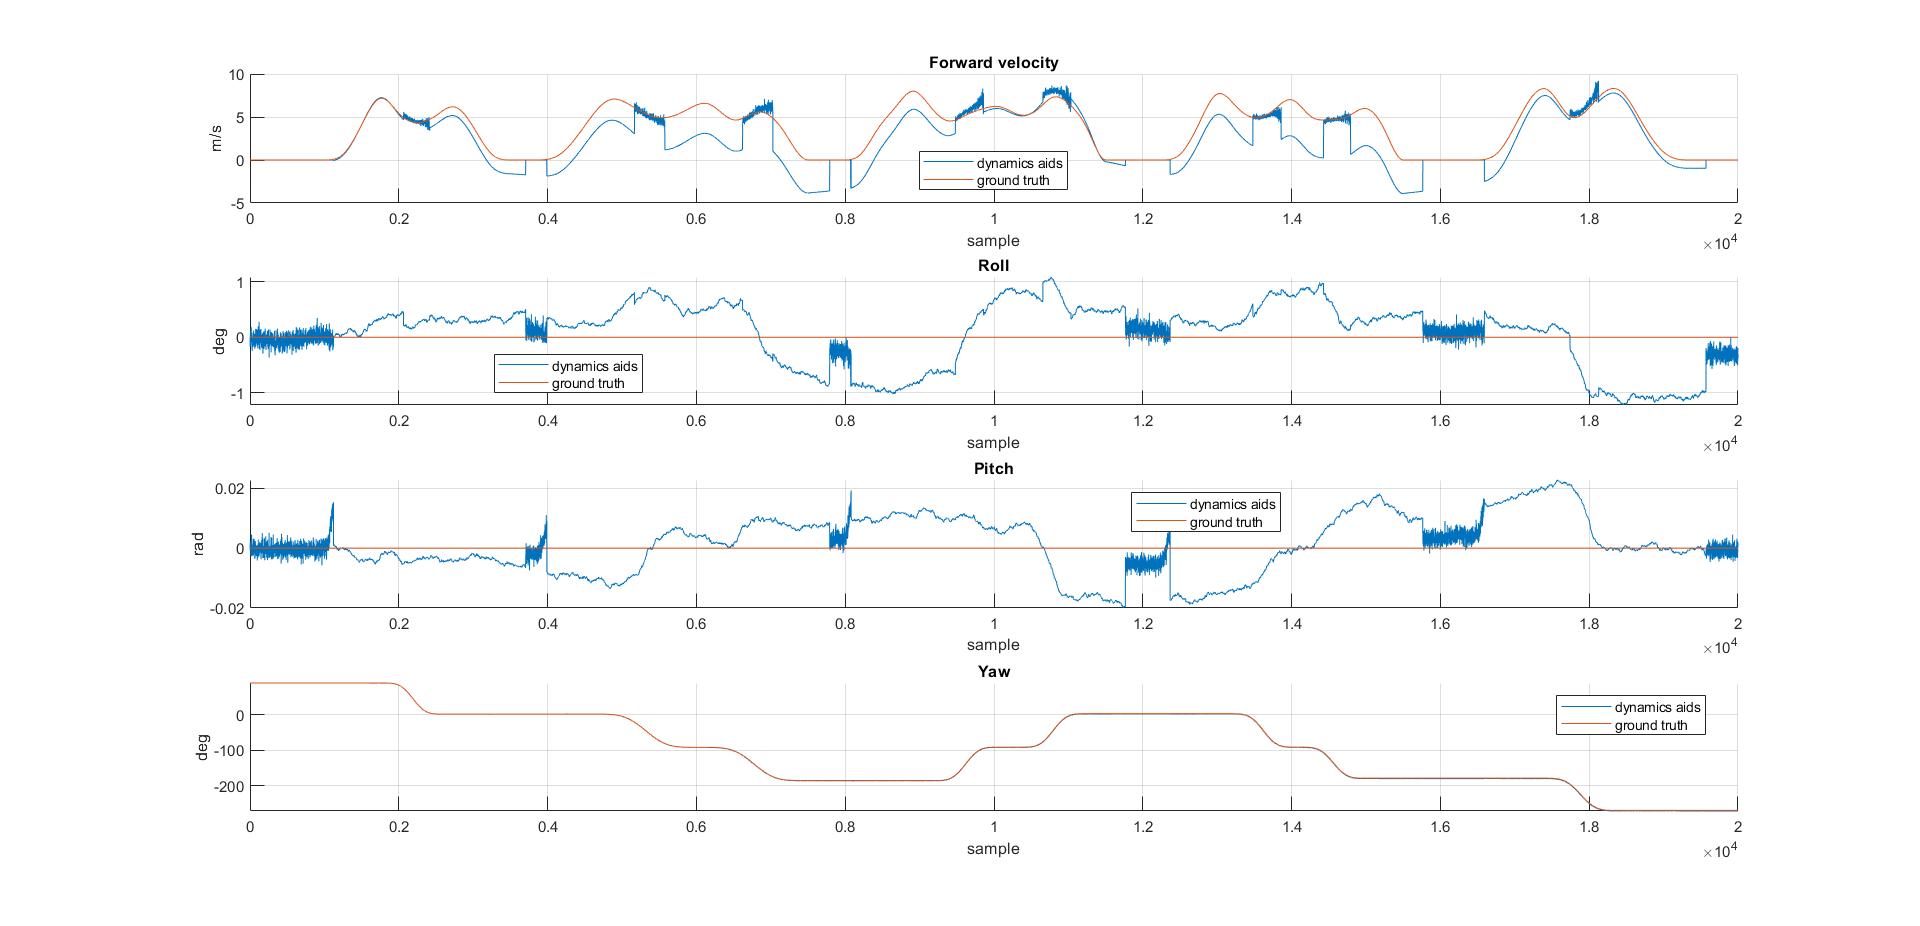 Forward velocity
10
5
0
-5
m/s
dynamics aids
ground truth
0 0.2 0.4 0.6 0.8 1 1.2 1.4 1.6 1.8 2
sample
×10^4
Roll
1
0
-1
deg
dynamics aids
ground truth
0 0.2 0.4 0.6 0.8 1 1.2 1.4 1.6 1.8 2
sample
×10^4
Pitch
0.02
0
-0.02
rad
dynamics aids
ground truth
0 0.2 0.4 0.6 0.8 1 1.2 1.4 1.6 1.8 2
sample
×10^4
Yaw
0
-100
-200
deg
dynamics aids
ground truth
0 0.2 0.4 0.6 0.8 1 1.2 1.4 1.6 1.8 2
sample
×10^4